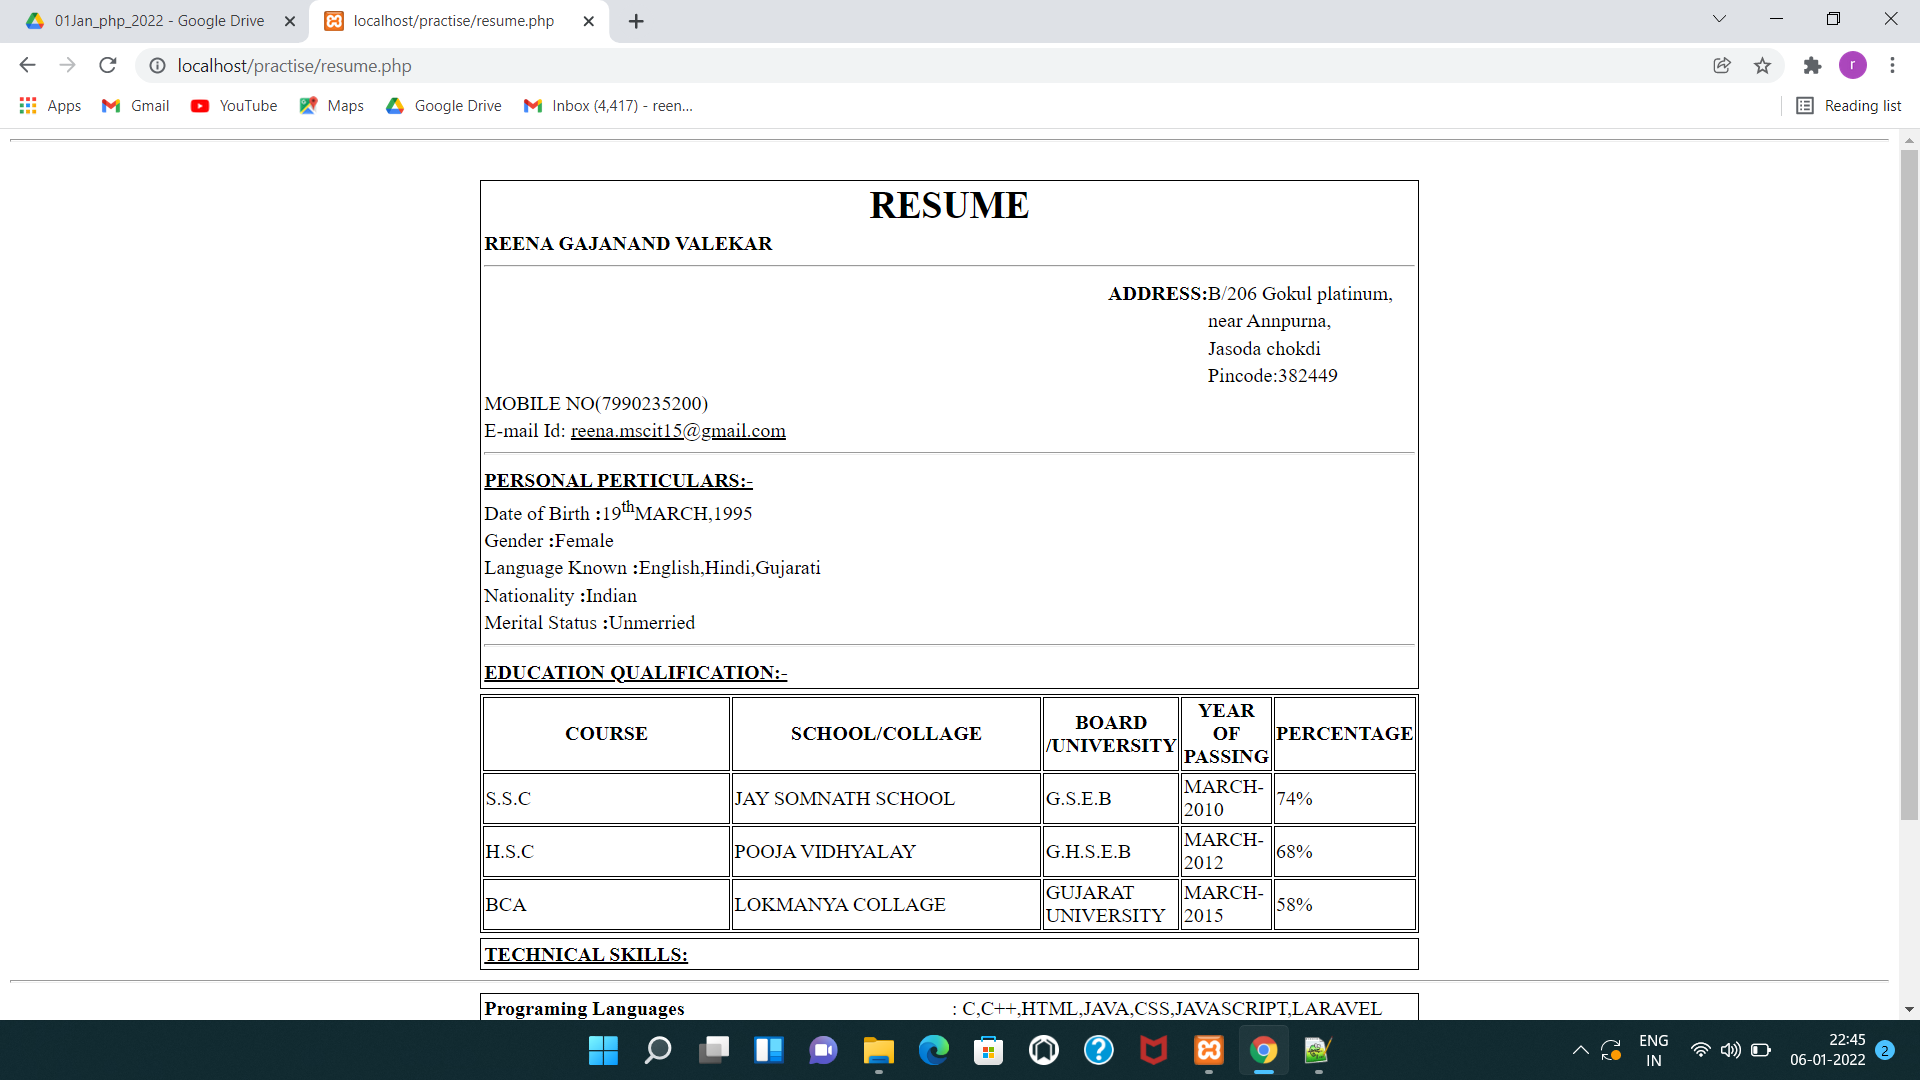 01Jan_php_2022 - Google Drive
localhost/practise/resume.php
localhost/practise/resume.php
r
Apps
Gmail
YouTube
Maps
Google Drive
Inbox (4,417) - reen...
Reading list
RESUME
REENA GAJANAND VALEKAR
ADDRESS:B/206 Gokul platinum,
near Annpurna,
Jasoda chokdi
Pincode:382449
MOBILE NO(7990235200)
E-mail Id: reena.mscit15@gmail.com
PERSONAL PERTICULARS:-
Date of Birth :19thMARCH,1995
Gender :Female
Language Known :English,Hindi,Gujarati
Nationality :Indian
Merital Status :Unmerried
EDUCATION QUALIFICATION:-
COURSE SCHOOL/COLLAGE BOARD /UNIVERSITY YEAR OF PASSING PERCENTAGE
S.S.C JAY SOMNATH SCHOOL G.S.E.B MARCH-2010 74%
H.S.C POOJA VIDHYALAY G.H.S.E.B MARCH-2012 68%
BCA LOKMANYA COLLAGE GUJARAT UNIVERSITY MARCH-2015 58%
TECHNICAL SKILLS:
Programing Languages : C,C++,HTML,JAVA,CSS,JAVASCRIPT,LARAVEL
ENG
IN
22:45
06-01-2022
2